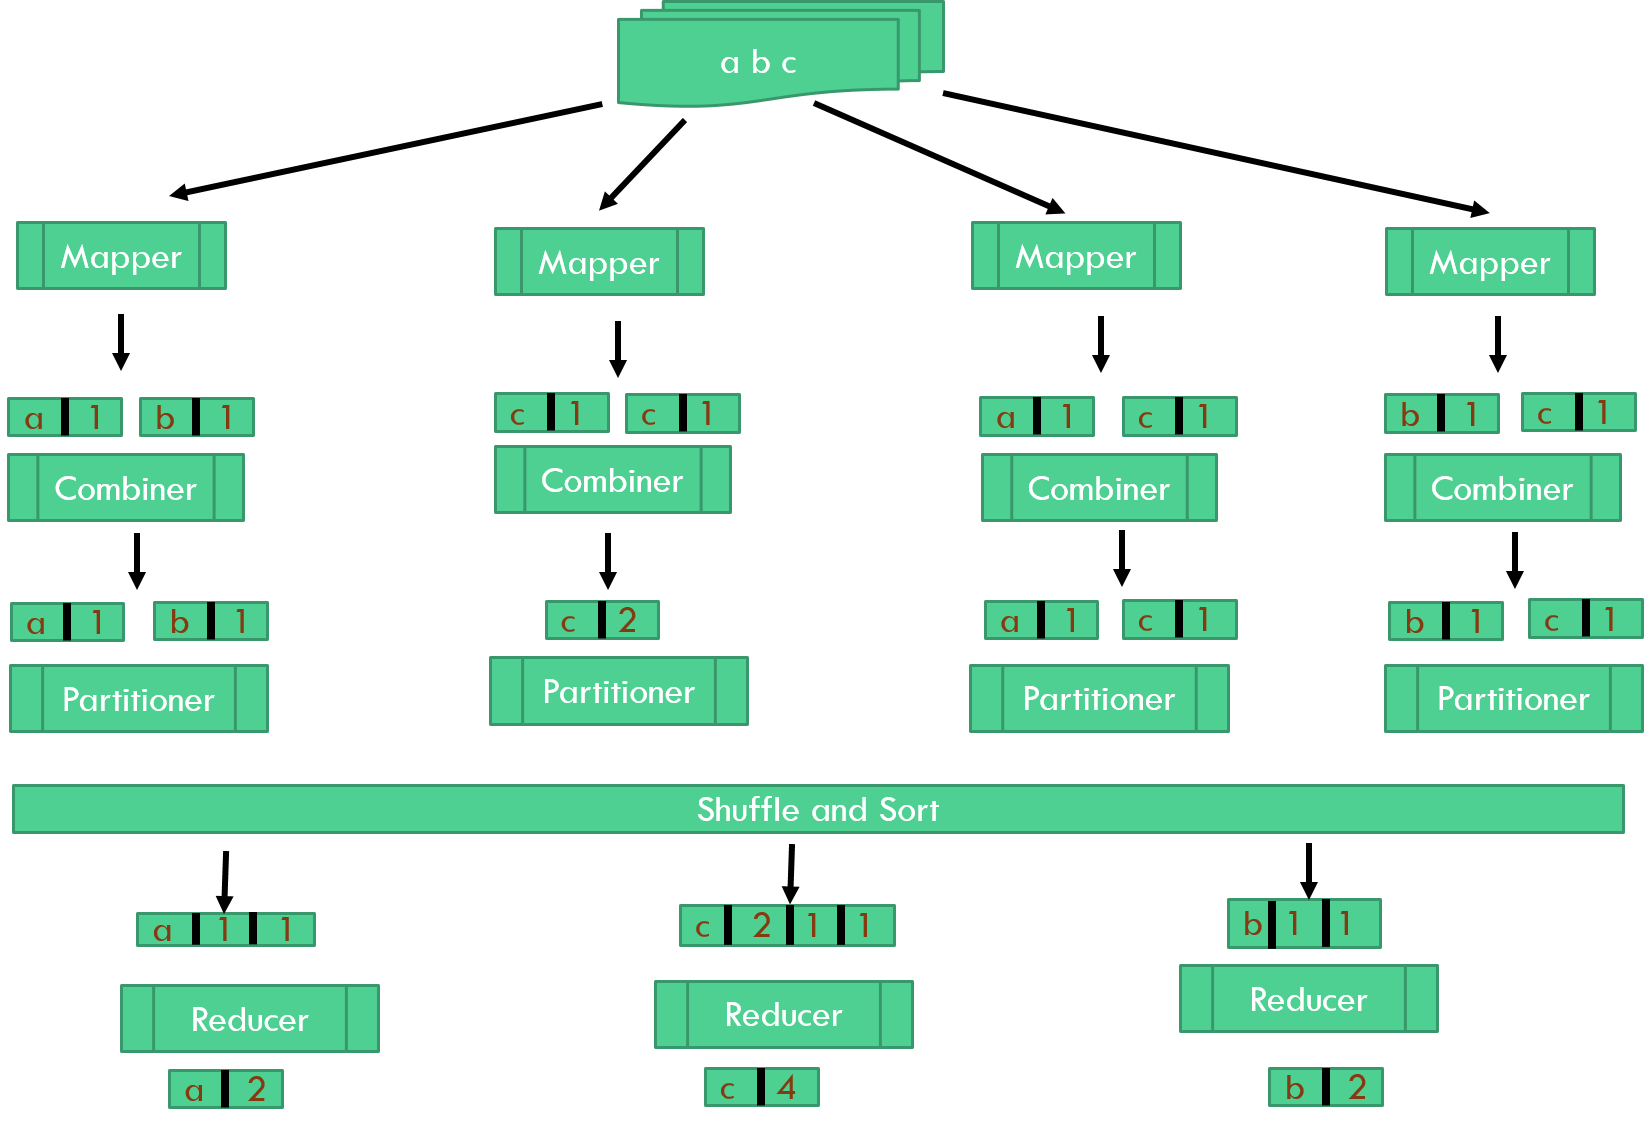 a b c
Mapper Mapper Mapper Mapper
a 1 b 1 c 1 c 1 a 1 c 1 b 1 c 1
Combiner Combiner Combiner Combiner
a 1 b 1 c 2 a 1 c 1 b 1 c 1
Partitioner Partitioner Partitioner Partitioner
Shuffle and Sort
a 1 1 c 2 1 1 b 1 1
Reducer Reducer Reducer
a 2 c 4 b 2